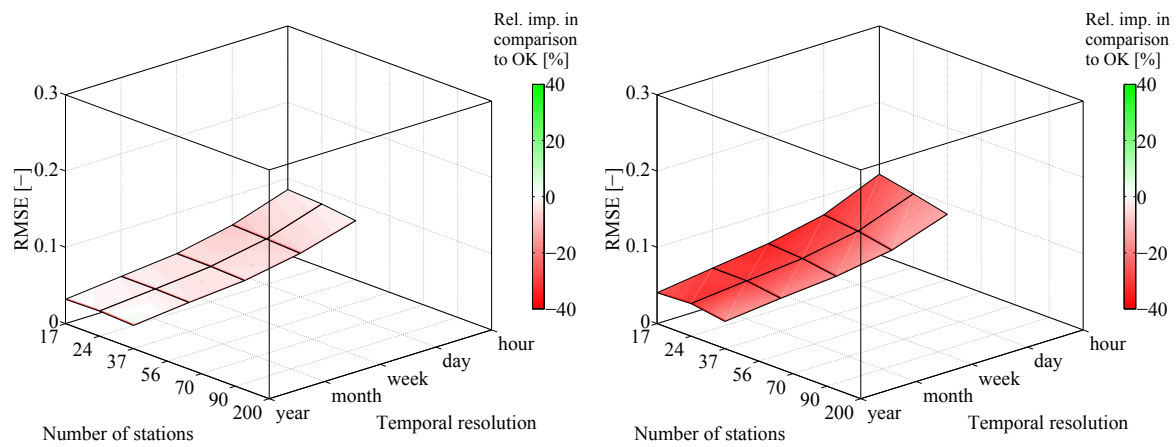 Rel. imp. in
comparison
to OK [%]
40
20
0
−20
−40
0.3
0.2
0.1
0
RMSE [−]
17
24
37
56
70
90
200
Number of stations
year
month
week
day
hour
Temporal resolution
Rel. imp. in
comparison
to OK [%]
40
20
0
−20
−40
0.3
0.2
0.1
0
RMSE [−]
17
24
37
56
70
90
200
Number of stations
year
month
week
day
hour
Temporal resolution